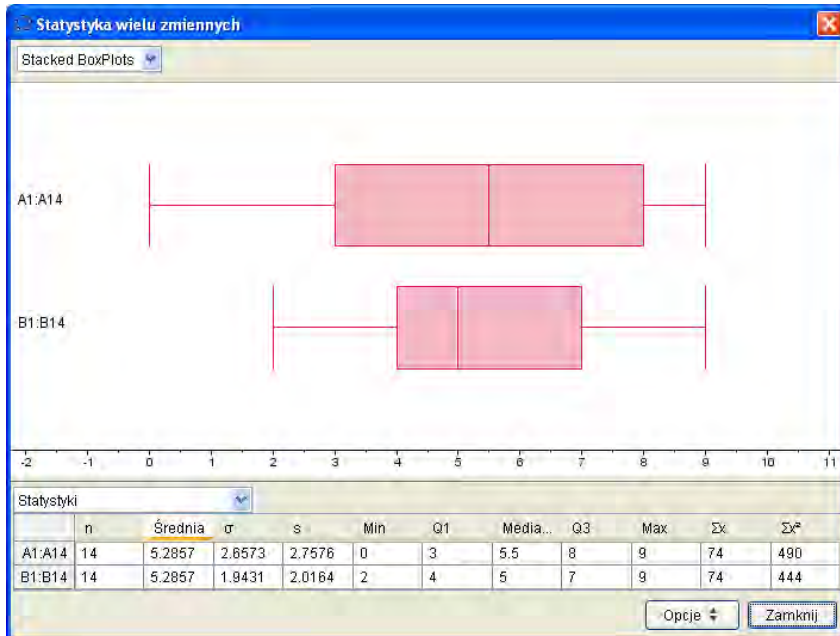 Statystyka wielu zmiennych
Stacked BoxPlots
A1:A14
B1:B14
-2 -1 0 1 2 3 4 5 6 7 8 9 10 11
Statystyki
n Średnia σ s Min Q1 Media... Q3 Max Σx Σx²
A1:A14 14 5.2857 2.6573 2.7576 0 3 5.5 8 9 74 490
B1:B14 14 5.2857 1.9431 2.0164 2 4 5 7 9 74 444
Opcje Zamknij